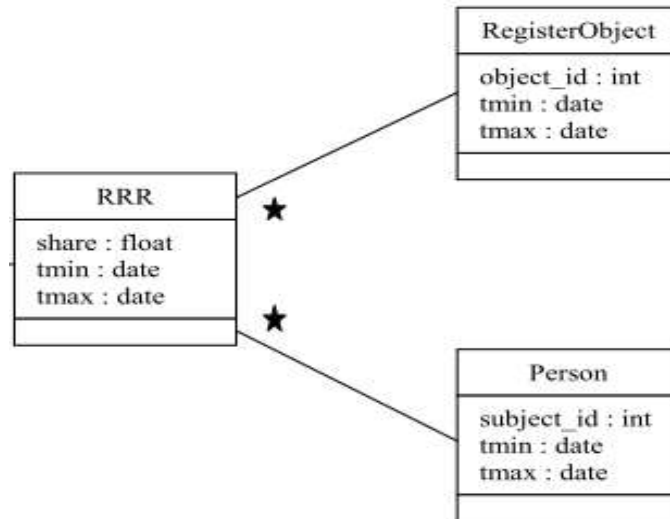 RegisterObject
object_id : int
tmin : date
tmax : date
RRR
share : float
tmin : date
tmax : date
Person
subject_id : int
tmin : date
tmax : date